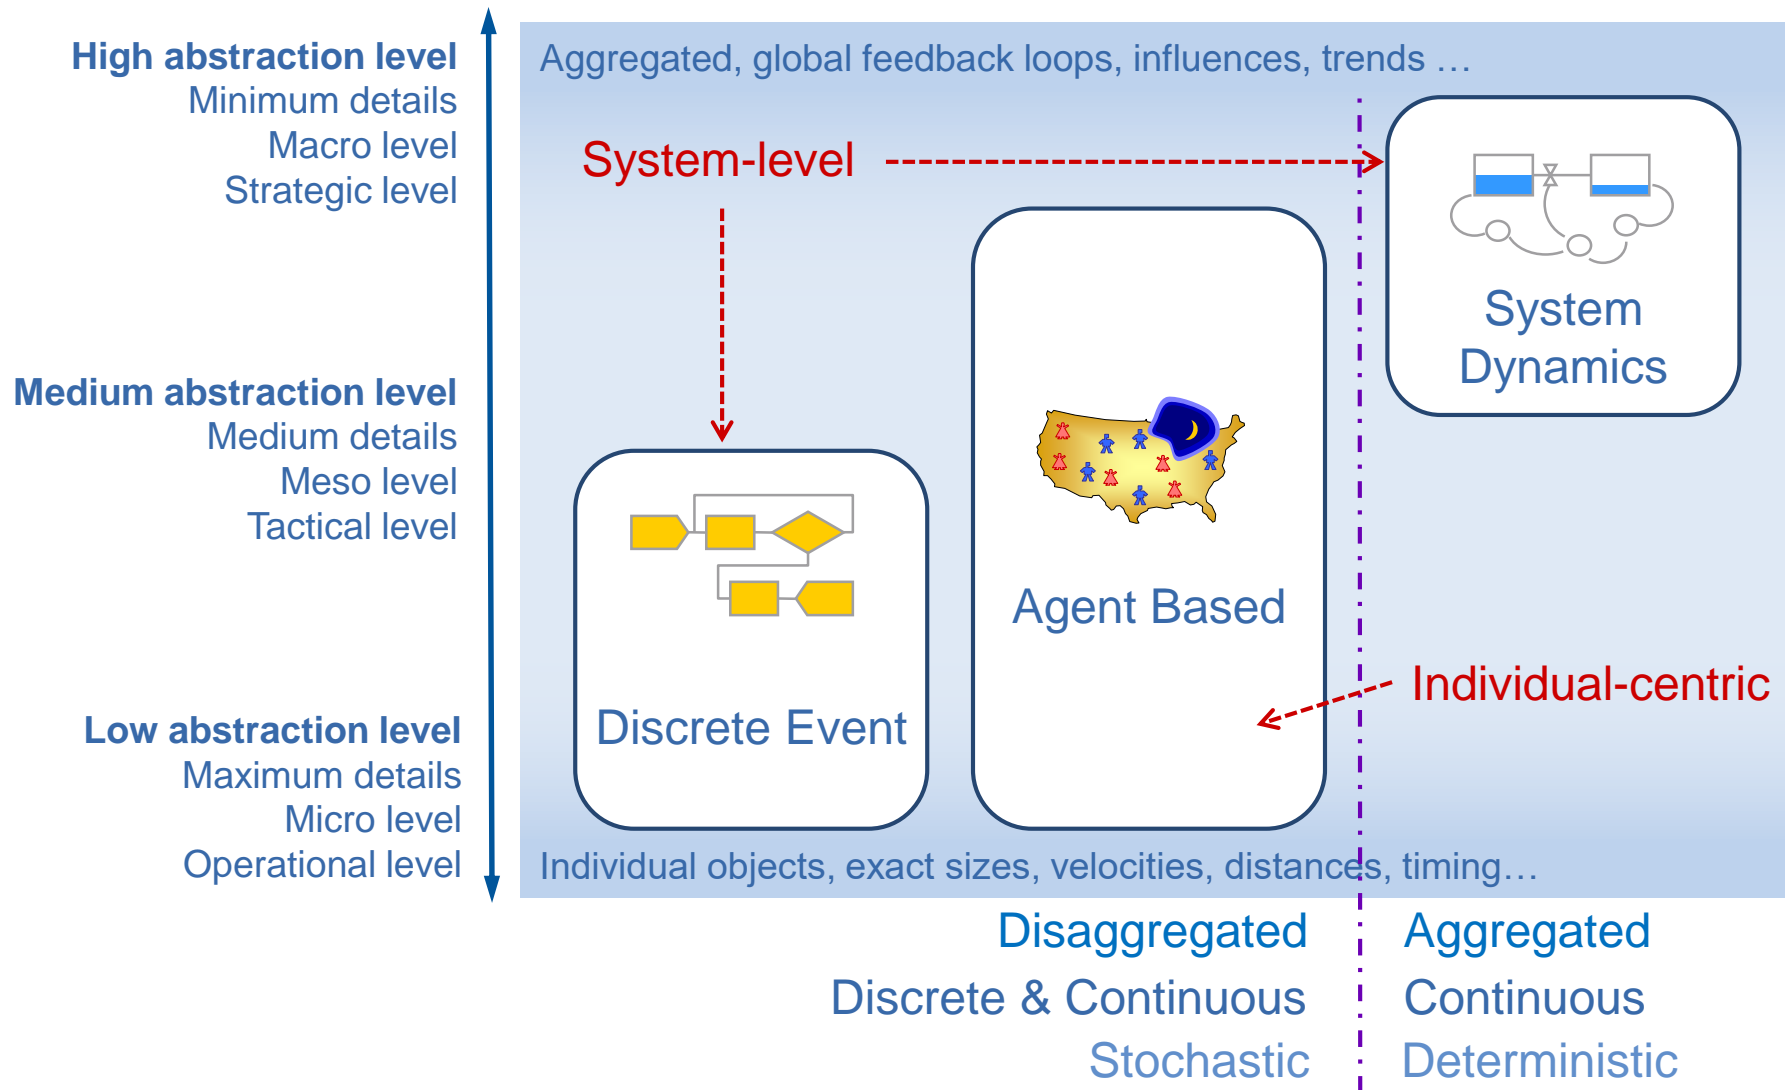 High abstraction level
Minimum details
Macro level
Strategic level
Medium abstraction level
Medium details
Meso level
Tactical level
Low abstraction level
Maximum details
Micro level
Operational level
Aggregated, global feedback loops, influences, trends …
System-level
System
Dynamics
Agent Based
Discrete Event
Individual-centric
Individual objects, exact sizes, velocities, distances, timing…
Disaggregated
Aggregated
Discrete & Continuous
Continuous
Stochastic
Deterministic